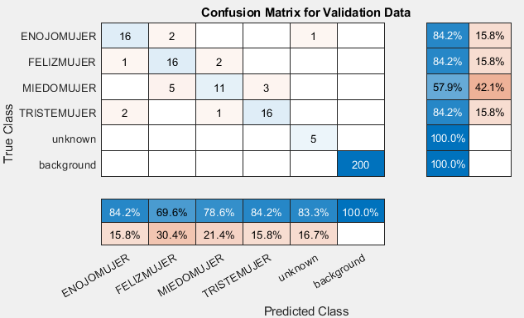 Confusion Matrix for Validation Data
ENOJOMUJER 16 2 1 84.2% 15.8%
FELIZMUJER 1 16 2 84.2% 15.8%
MIEDOMUJER 5 11 3 57.9% 42.1%
TRISTEMUJER 2 1 16 84.2% 15.8%
unknown 5 100.0%
background 200 100.0%
True Class
84.2% 69.6% 78.6% 84.2% 83.3% 100.0%
15.8% 30.4% 21.4% 15.8% 16.7%
ENOJOMUJER FELIZMUJER MIEDOMUJER TRISTEMUJER unknown background
Predicted Class